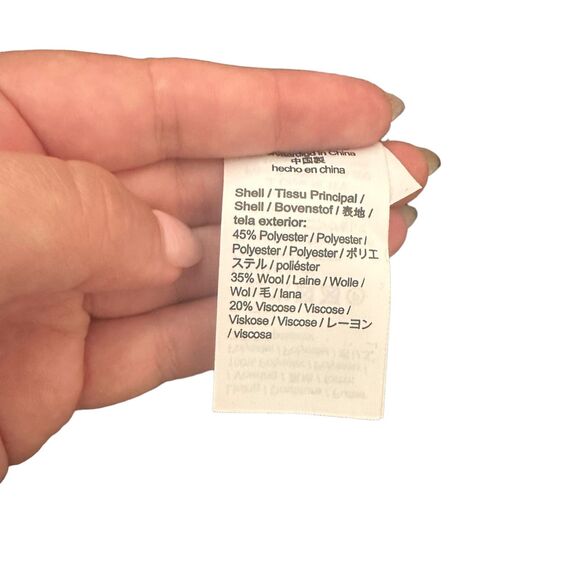 in China
中国製
hecho en china
Shell / Tissu Principal /
Shell / Bovenstof / 表地 /
tela exterior:
45% Polyester / Polyester /
Polyester / Polyester / ポリエ
ステル / poliéster
35% Wool / Laine / Wolle /
Wol / 毛 / lana
20% Viscose / Viscose /
Viskose / Viscose / レーヨン
/ viscosa